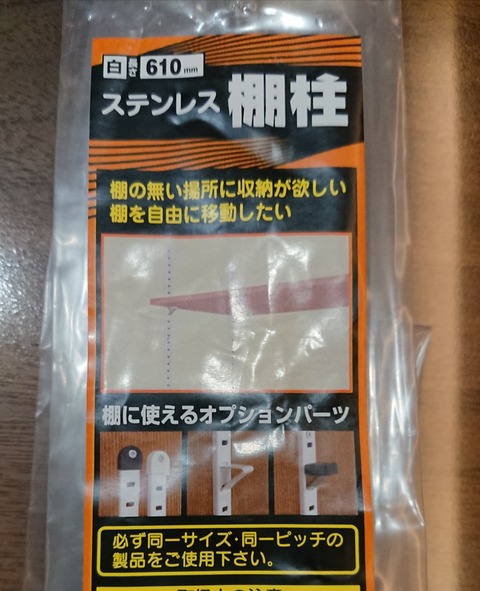 白 長さ 610mm
ステンレス 棚柱
棚の無い場所に収納が欲しい
棚を自由に移動したい
棚に使えるオプションパーツ
必ず同一サイズ·同一ピッチの
製品をご使用下さい。